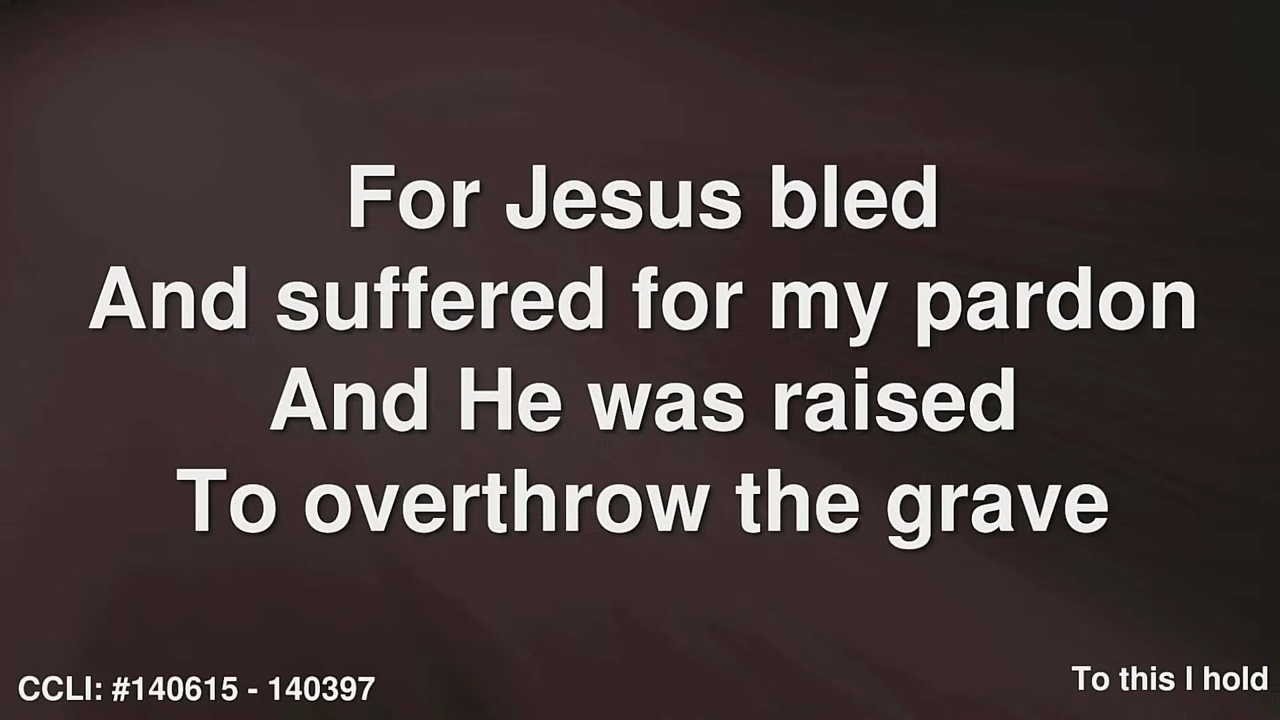 For Jesus bled
And suffered for my pardon
And He was raised
To overthrow the grave
CCLI: #140615 - 140397
To this I hold